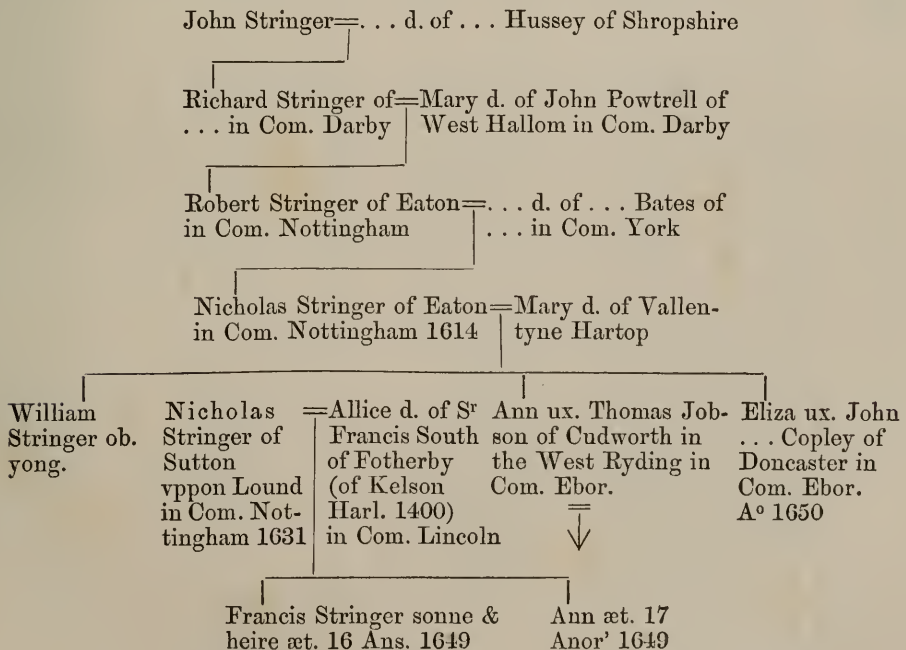 John Stringer=. . . d. of . . . Hussey of Shropshire
Richard Stringer of=Mary d. of John Powtrell of
. . . in Com. Darby West Hallom in Com. Darby
Robert Stringer of Eaton=. . . d. of . . . Bates of
in Com. Nottingham . . . in Com. York
Nicholas Stringer of Eaton=Mary d. of Vallen-
in Com. Nottingham 1614 tyne Hartop
William
Stringer ob.
yong.
Nicholas
Stringer of
Sutton
vppon Lound
in Com. Not-
tingham 1631
=Allice d. of Sr
Francis South
of Fotherby
(of Kelson
Harl. 1400)
in Com. Lincoln
Ann ux. Thomas Job-
son of Cudworth in
the West Ryding in
Com. Ebor.
=
Eliza ux. John
. . . Copley of
Doncaster in
Com. Ebor.
Aº 1650
Francis Stringer sonne &
heire æt. 16 Ans. 1649
Ann æt. 17
Anor' 1649